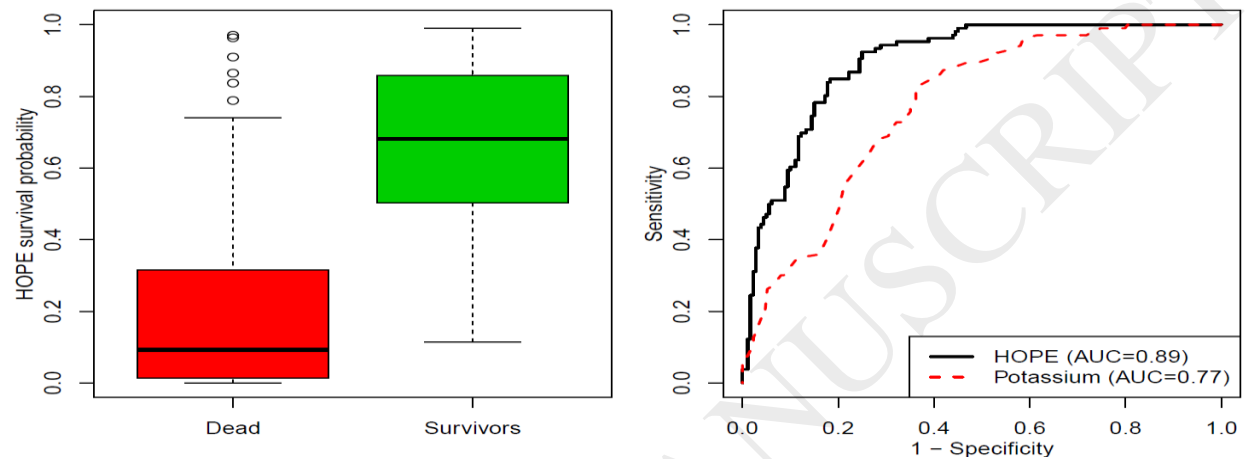 HOPE survival probability
1.0
0.8
0.6
0.4
0.2
0.0
Dead
Survivors
Sensitivity
1.0
0.8
0.6
0.4
0.2
0.0
HOPE (AUC=0.89)
Potassium (AUC=0.77)
0.0 0.2 0.4 0.6 0.8 1.0
1 − Specificity
NUSCRIPT